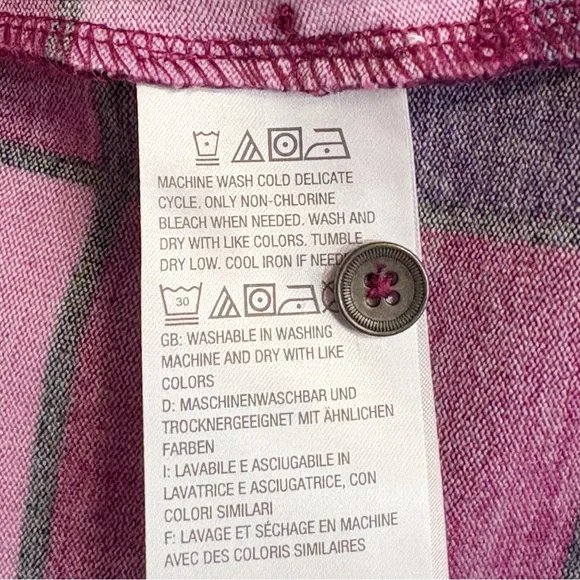 MACHINE WASH COLD DELICATE
CYCLE. ONLY NON-CHLORINE
BLEACH WHEN NEEDED. WASH AND
DRY WITH LIKE COLORS. TUMBLE
DRY LOW. COOL IRON IF
30
GB: WASHABLE IN WASHING
MACHINE AND DRY WITH LIKE
COLORS
D: MASCHINENWASCHBAR UND
TROCKNERGEEIGNET MIT ÄHNLICHEN
FARBEN
I: LAVABILE E ASCIUGABILE IN
LAVATRICE E ASCIUGATRICE, CON
COLORI SIMILARI
F: LAVAGE ET SÉCHAGE EN MACHINE
AVEC DES COLORIS SIMILAIRES